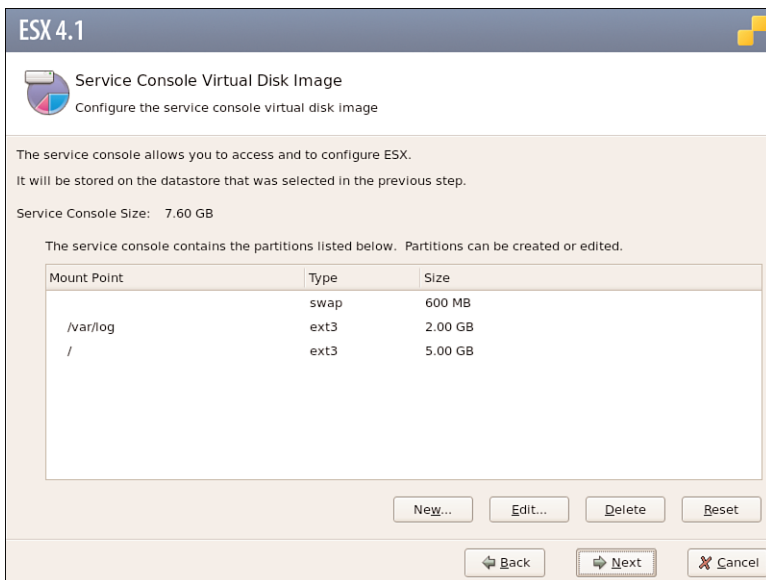 ESX 4.1
Service Console Virtual Disk Image
Configure the service console virtual disk image
The service console allows you to access and to configure ESX.
It will be stored on the datastore that was selected in the previous step.
Service Console Size: 7.60 GB
The service console contains the partitions listed below. Partitions can be created or edited.
Mount Point Type Size
swap 600 MB
/var/log ext3 2.00 GB
/ ext3 5.00 GB
New... Edit... Delete Reset
Back Next Cancel